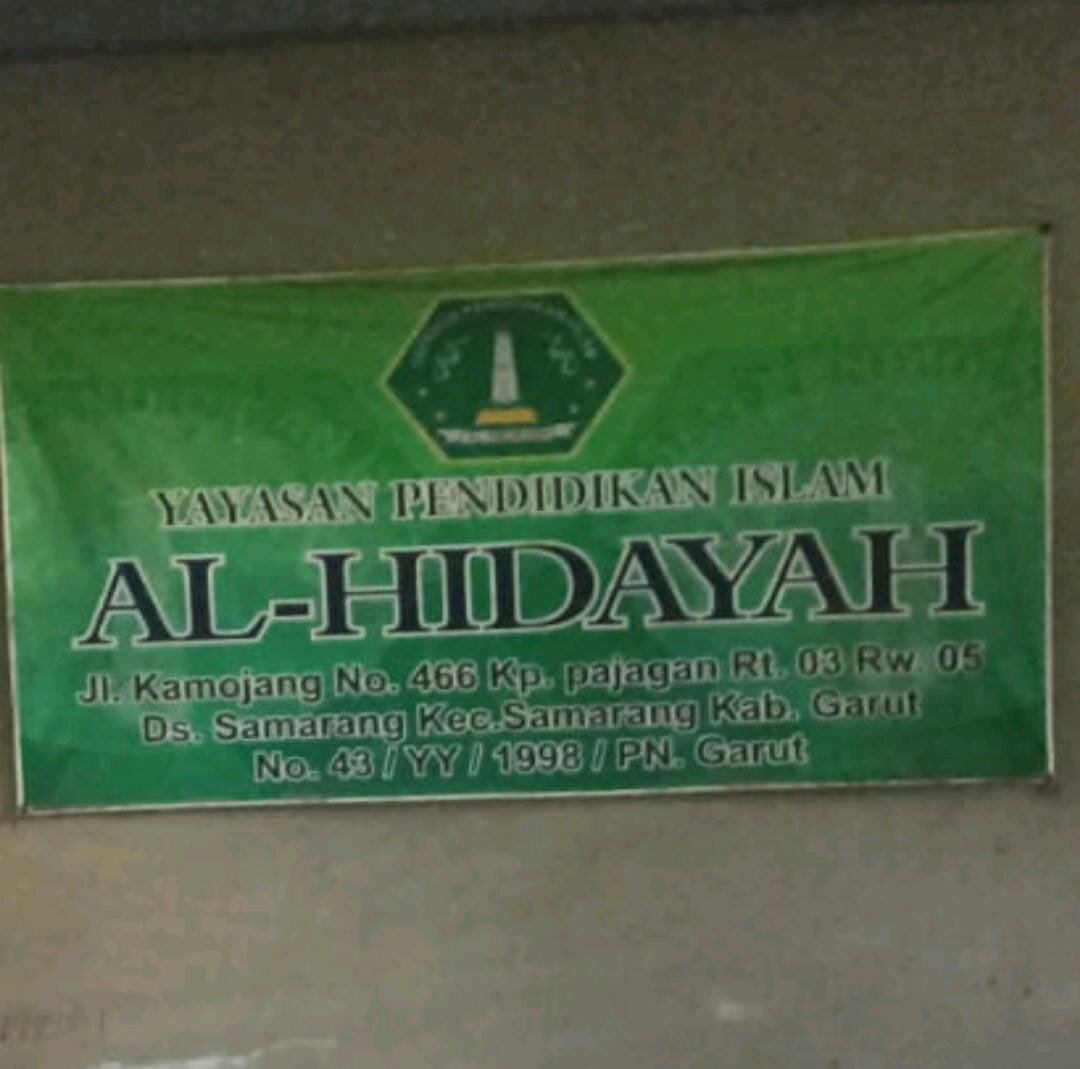 YAYASAN PENDIDIKAN ISLAM
AL-HIDAYAH
Jl. Kamojang No. 466 Kp. pajagan Rt. 03 Rw. 05
Ds. Samarang Kec.Samarang Kab. Garut
No. 43 / YY / 1998 / PN. Garut